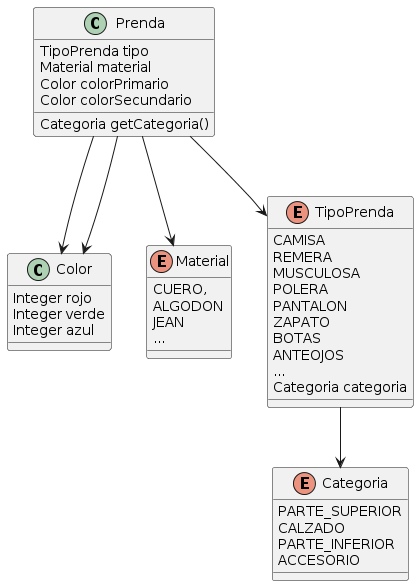 C Prenda
TipoPrenda tipo
Material material
Color colorPrimario
Color colorSecundario
Categoria getCategoria()
C Color
Integer rojo
Integer verde
Integer azul
E Material
CUERO,
ALGODON
JEAN
...
E TipoPrenda
CAMISA
REMERA
MUSCULOSA
POLERA
PANTALON
ZAPATO
BOTAS
ANTEOJOS
...
Categoria categoria
E Categoria
PARTE_SUPERIOR
CALZADO
PARTE_INFERIOR
ACCESORIO